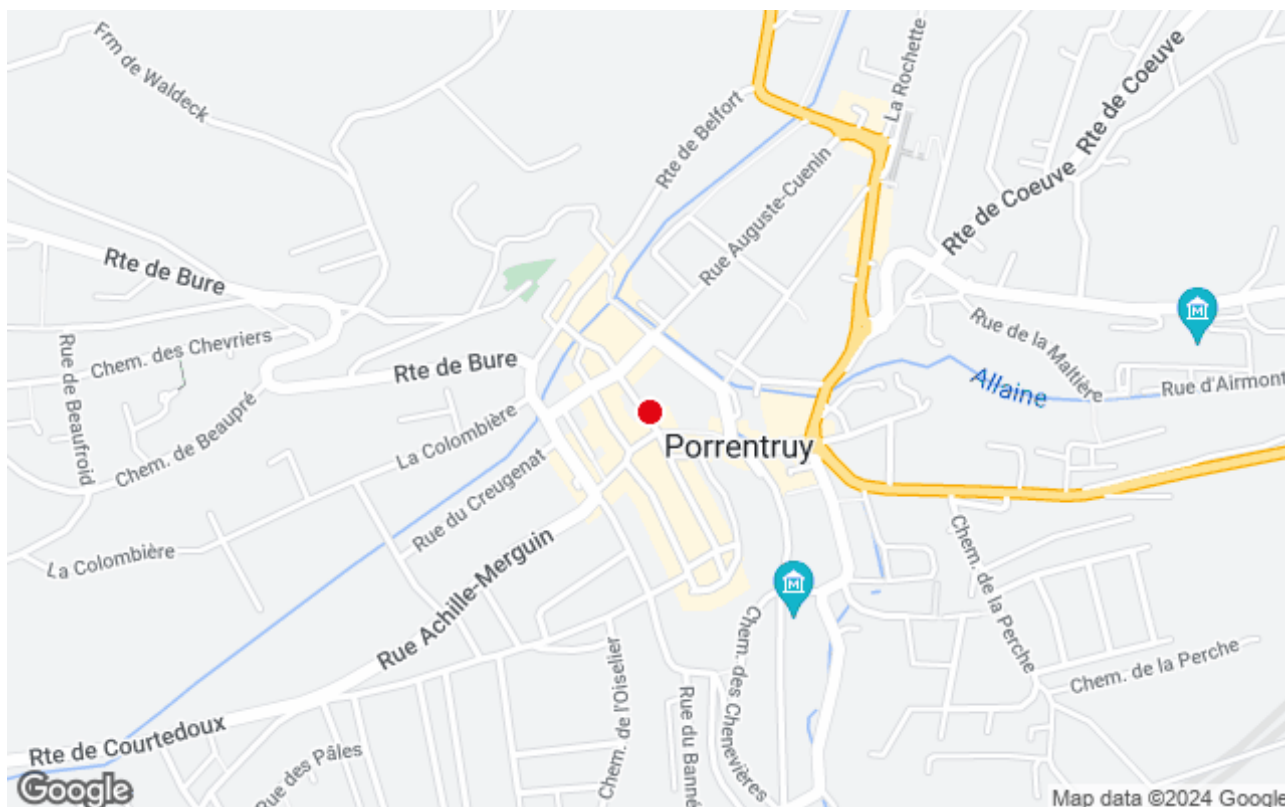 Frm de Waldeck
La Rochette
Rte de Coeuve
Rte de Coeuve
Rte de Belfort
Rue Auguste-Cuenin
Rte de Bure
Rue de la Maltière
Chem. des Chevriers
Rue de Beaufroid
Rte de Bure
Allaine
Rue d'Airmont
Chem. de Beaupré
La Colombière
Porrentruy
Rue du Creugenat
La Colombière
Rue Achille-Merguin
Chem. de la Perche
Chem. de la Perche
Chem. des Chenevières
Chem. de l'Oiselier
Rue du Banné
Rte de Courtedoux
Rue des Pâles
M
M
Google
Map data ©2024 Google